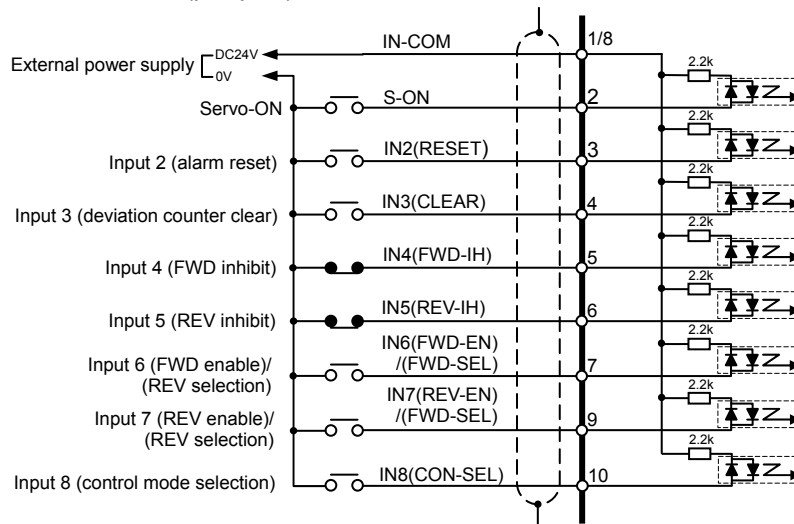 IN-COM
1/8
DC24V
External power supply
0V
2.2k
Servo-ON
S-ON
2
2.2k
Input 2 (alarm reset)
IN2(RESET)
3
2.2k
Input 3 (deviation counter clear)
IN3(CLEAR)
4
2.2k
Input 4 (FWD inhibit)
IN4(FWD-IH)
5
2.2k
Input 5 (REV inhibit)
IN5(REV-IH)
6
2.2k
Input 6 (FWD enable)/
(REV selection)
IN6(FWD-EN)
/(FWD-SEL)
7
2.2k
Input 7 (REV enable)/
(REV selection)
IN7(REV-EN)
/(FWD-SEL)
9
2.2k
Input 8 (control mode selection)
IN8(CON-SEL)
10